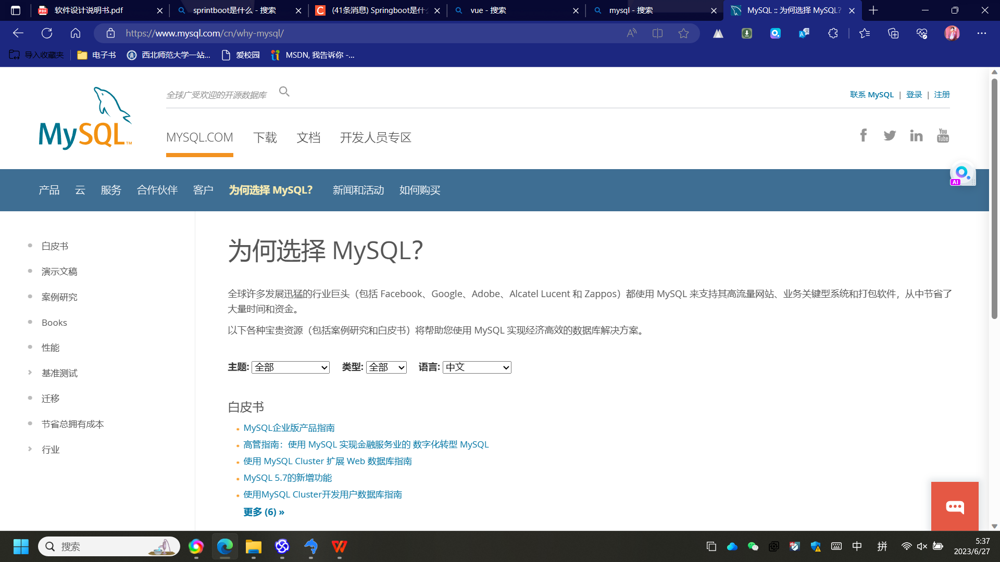 软件设计说明书.pdf
sprintboot是什么 - 搜索
(41条消息) Springboot是什么
vue - 搜索
mysql - 搜索
MySQL :: 为何选择 MySQL?
https://www.mysql.com/cn/why-mysql/
导入收藏夹
电子书
西北师范大学一站...
爱校园
MSDN, 我告诉你 -...
全球广受欢迎的开源数据库
联系 MySQL | 登录 | 注册
MySQL™
MYSQL.COM 下载 文档 开发人员专区
You Tube
AI
产品 云 服务 合作伙伴 客户 为何选择 MySQL? 新闻和活动 如何购买
白皮书
演示文稿
案例研究
Books
性能
基准测试
迁移
节省总拥有成本
行业
为何选择 MySQL?
全球许多发展迅猛的行业巨头（包括 Facebook、Google、Adobe、Alcatel Lucent 和 Zappos）都使用 MySQL 来支持其高流量网站、业务关键型系统和打包软件，从中节省了
大量时间和资金。
以下各种宝贵资源（包括案例研究和白皮书）将帮助您使用 MySQL 实现经济高效的数据库解决方案。
主题: 全部 类型: 全部 语言: 中文
白皮书
MySQL企业版产品指南
高管指南：使用 MySQL 实现金融服务业的 数字化转型 MySQL
使用 MySQL Cluster 扩展 Web 数据库指南
MySQL 5.7的新增功能
使用MySQL Cluster开发用户数据库指南
更多 (6) »
搜索
中
拼
5:37
2023/6/27